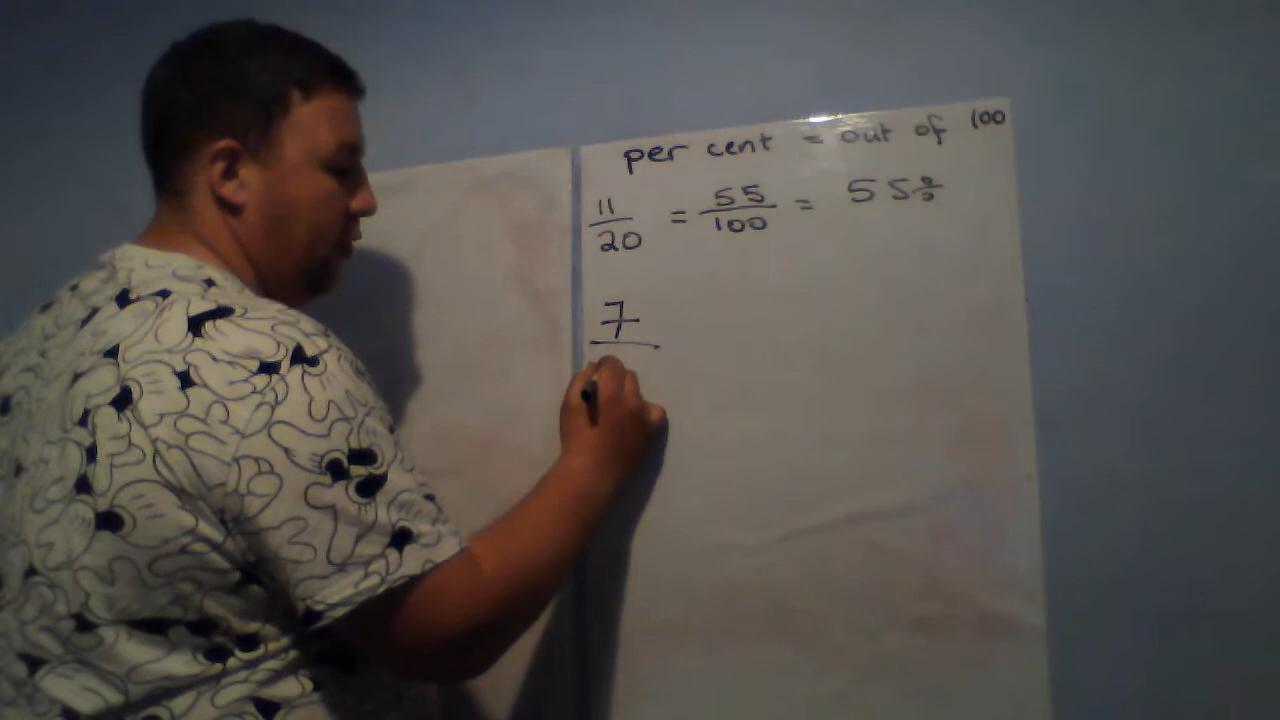 per cent = out of 100
11/20 = 55/100 = 55%
7